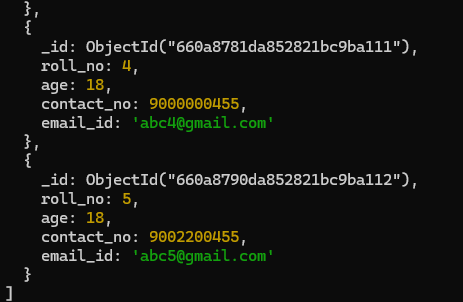 },
  {
    _id: ObjectId("660a8781da852821bc9ba111"),
    roll_no: 4,
    age: 18,
    contact_no: 9000000455,
    email_id: 'abc4@gmail.com'
  },
  {
    _id: ObjectId("660a8790da852821bc9ba112"),
    roll_no: 5,
    age: 18,
    contact_no: 9002200455,
    email_id: 'abc5@gmail.com'
  }
]